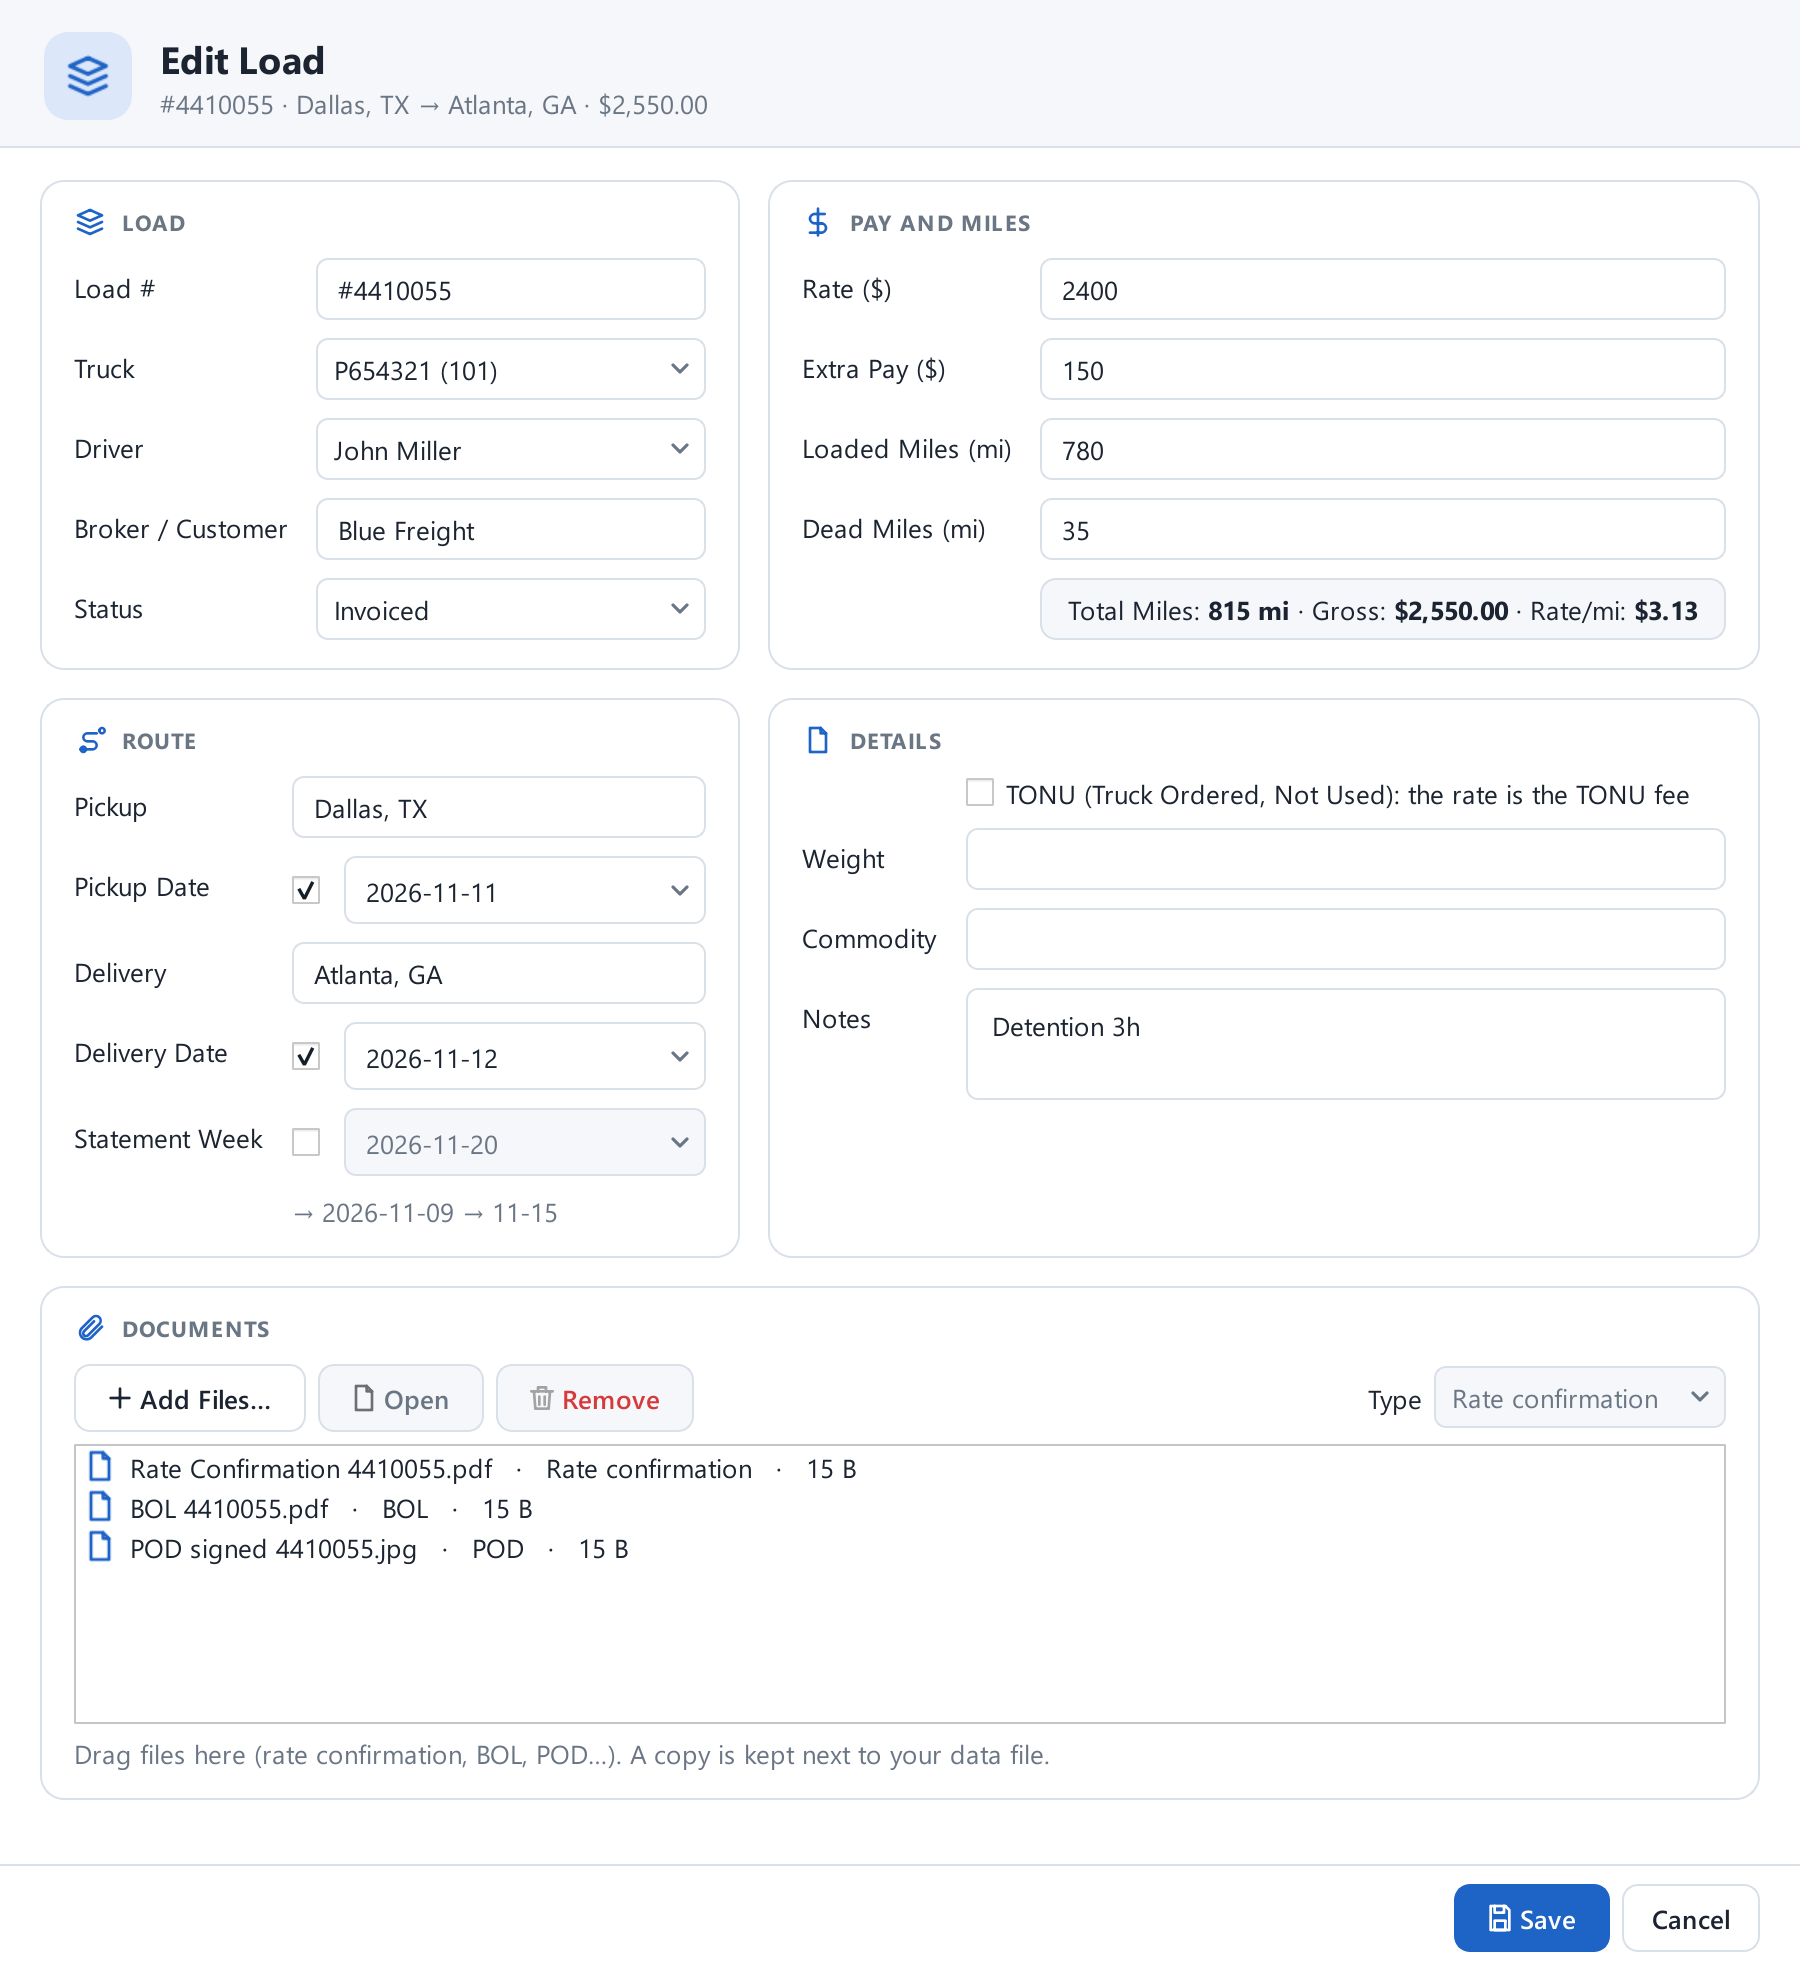 Edit Load
#4410055 · Dallas, TX → Atlanta, GA · $2,550.00
LOAD
Load #
#4410055
Truck
P654321 (101)
Driver
John Miller
Broker / Customer
Blue Freight
Status
Invoiced
PAY AND MILES
Rate ($)
2400
Extra Pay ($)
150
Loaded Miles (mi)
780
Dead Miles (mi)
35
Total Miles: 815 mi · Gross: $2,550.00 · Rate/mi: $3.13
ROUTE
Pickup
Dallas, TX
Pickup Date
2026-11-11
Delivery
Atlanta, GA
Delivery Date
2026-11-12
Statement Week
2026-11-20
→ 2026-11-09 → 11-15
DETAILS
TONU (Truck Ordered, Not Used): the rate is the TONU fee
Weight
Commodity
Notes
Detention 3h
DOCUMENTS
Add Files...
Open
Remove
Type
Rate confirmation
Rate Confirmation 4410055.pdf · Rate confirmation · 15 B
BOL 4410055.pdf · BOL · 15 B
POD signed 4410055.jpg · POD · 15 B
Drag files here (rate confirmation, BOL, POD...). A copy is kept next to your data file.
Save
Cancel